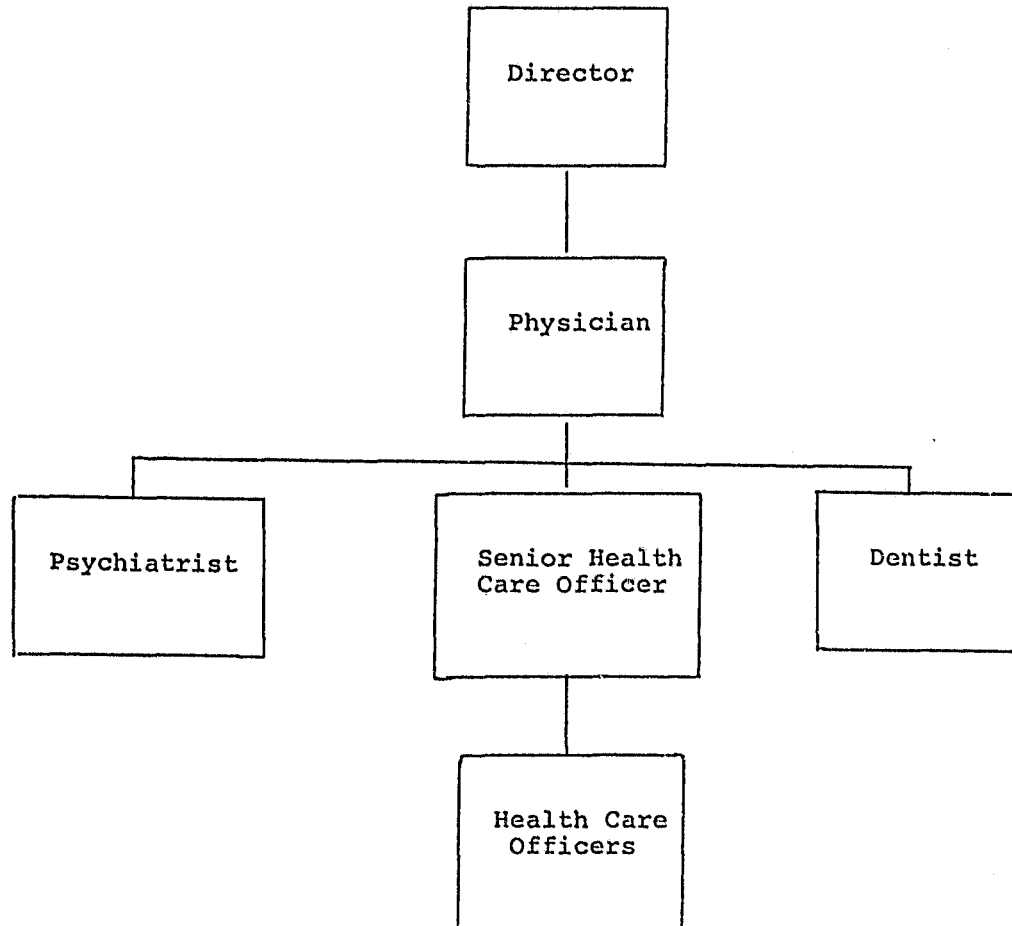 Director
Physician
Psychiatrist
Senior Health
Care Officer
Dentist
Health Care
Officers